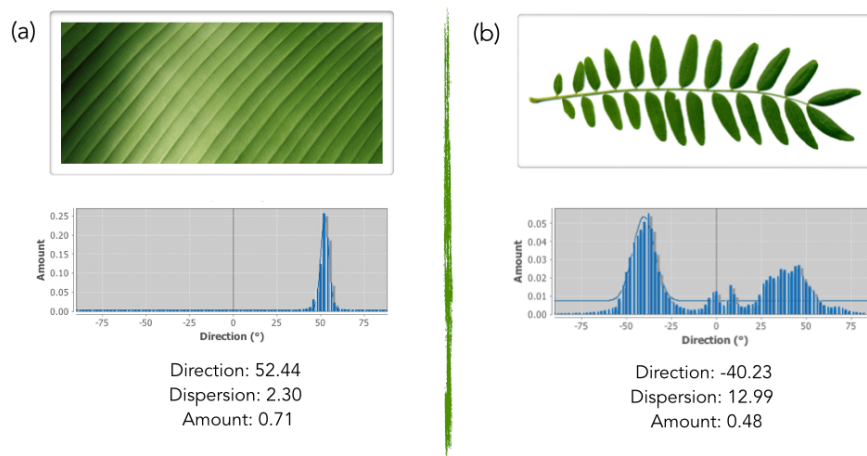 (a)
0.25
0.20
0.15
0.10
0.05
0.00
Amount
-75 -50 -25 0 25 50 75
Direction (°)
Direction: 52.44
Dispersion: 2.30
Amount: 0.71
(b)
0.05
0.04
0.03
0.02
0.01
0.00
Amount
-75 -50 -25 0 25 50 75
Direction (°)
Direction: -40.23
Dispersion: 12.99
Amount: 0.48